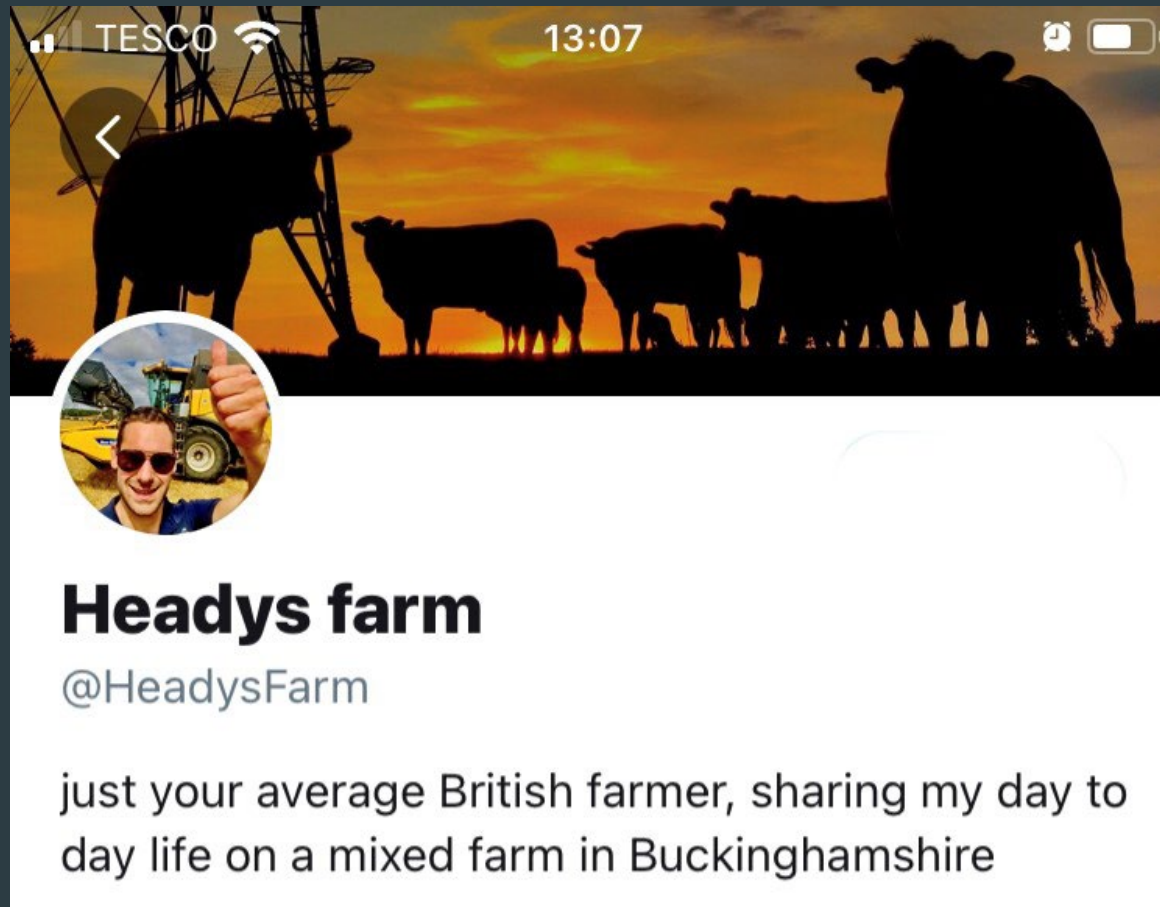 TESCO 13:07
Headys farm
@HeadysFarm
just your average British farmer, sharing my day to
day life on a mixed farm in Buckinghamshire